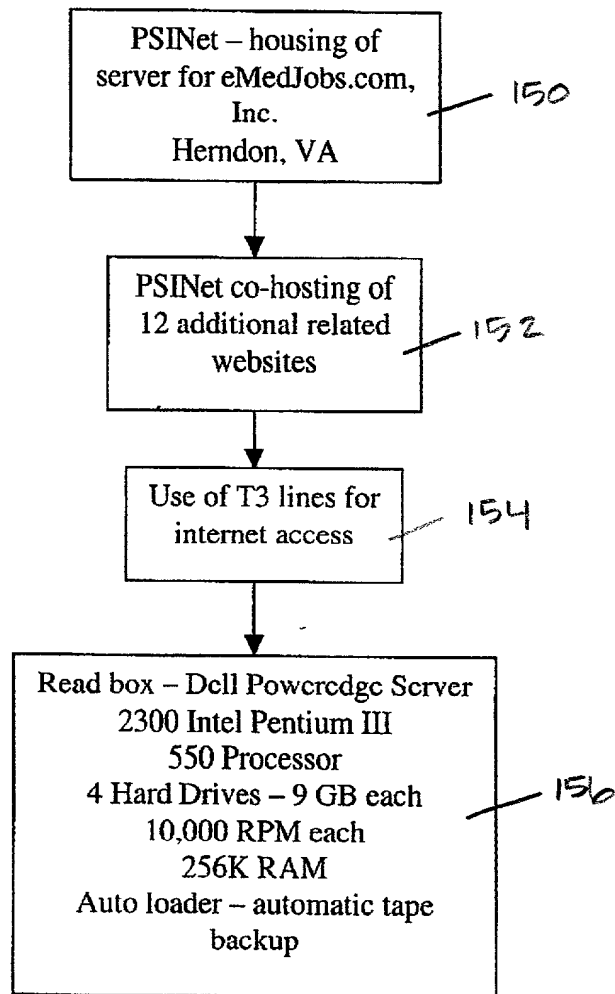 PSINet – housing of
server for eMedJobs.com,
Inc.
Herndon, VA
150
PSINet co-hosting of
12 additional related
websites
152
Use of T3 lines for
internet access
154
Read box – Dell Poweredge Server
2300 Intel Pentium III
550 Processor
4 Hard Drives – 9 GB each
10,000 RPM each
256K RAM
Auto loader – automatic tape
backup
156